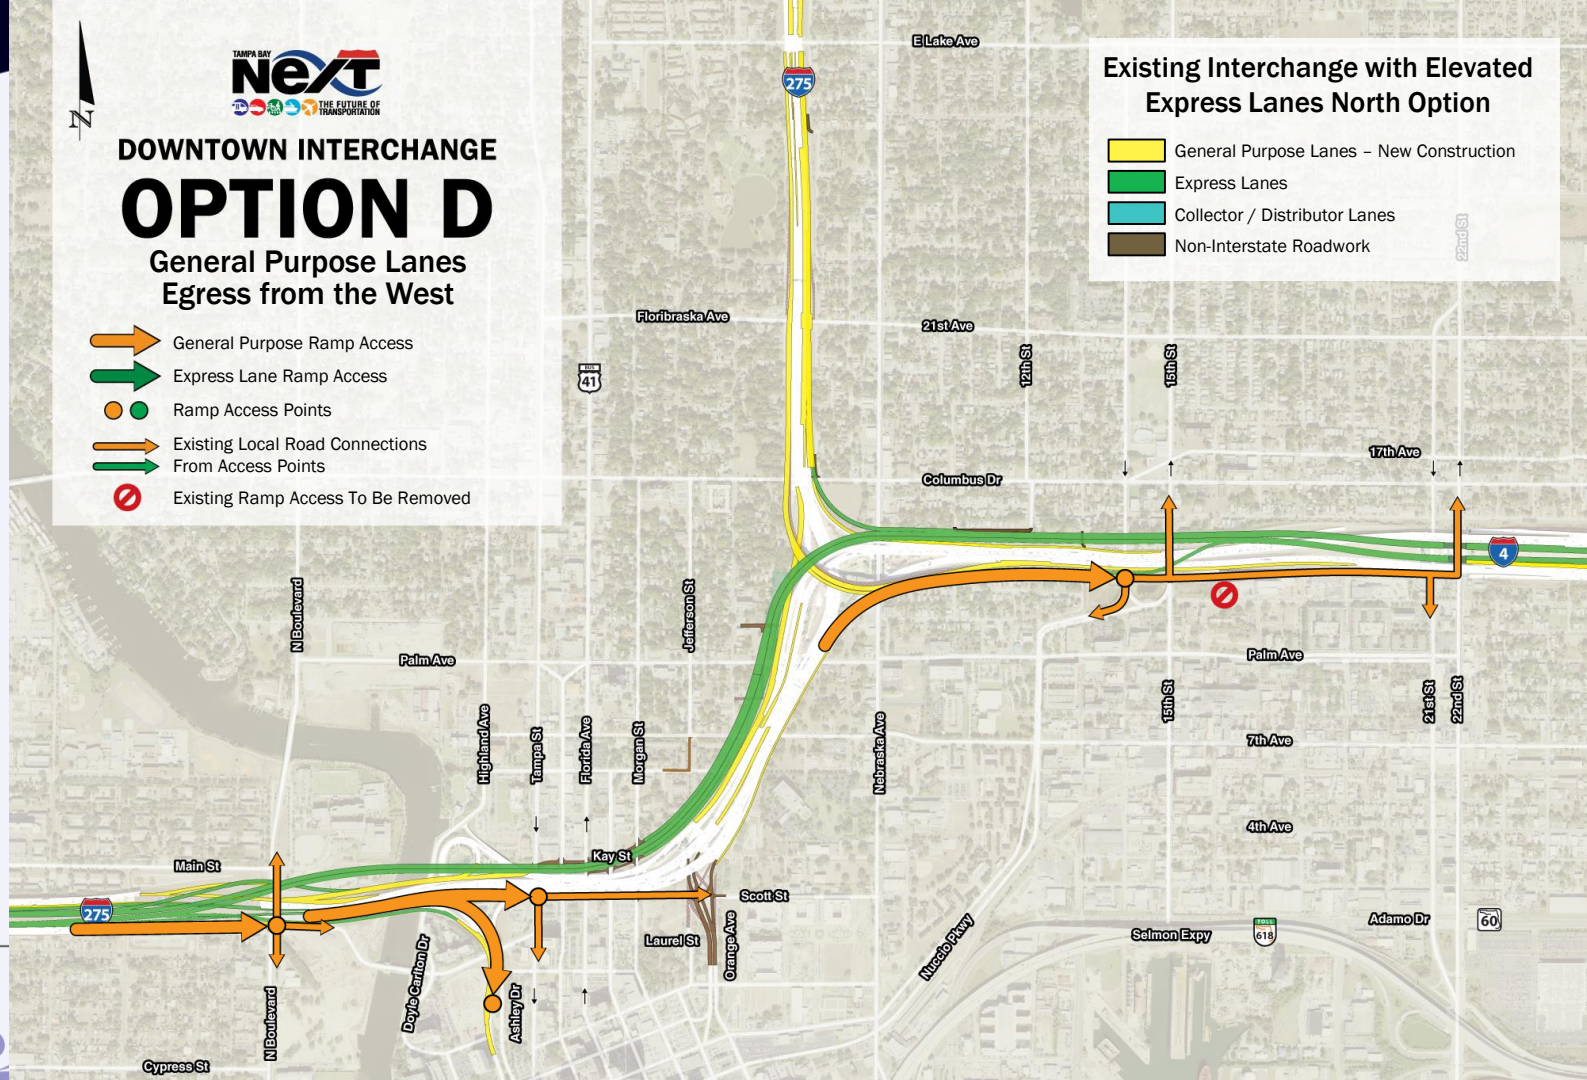 N
TAMPA BAY
NexT
THE FUTURE OF
TRANSPORTATION
DOWNTOWN INTERCHANGE
OPTION D
General Purpose Lanes
Egress from the West
General Purpose Ramp Access
Express Lane Ramp Access
Ramp Access Points
Existing Local Road Connections
From Access Points
Existing Ramp Access To Be Removed
Existing Interchange with Elevated
Express Lanes North Option
General Purpose Lanes – New Construction
Express Lanes
Collector / Distributor Lanes
Non-Interstate Roadwork
22nd St
E Lake Ave
275
Floribraska Ave
21st Ave
41
12th St
15th St
17th Ave
Columbus Dr
4
N Boulevard
Jefferson St
Palm Ave
Palm Ave
Highland Ave
Tampa St
Florida Ave
Morgan St
Nebraska Ave
15th St
21st St
22nd St
7th Ave
4th Ave
Main St
Kay St
Scott St
275
Laurel St
Orange Ave
Doyle Carlton Dr
Ashley Dr
N Boulevard
Cypress St
Nuccio Pkwy
Selmon Expy
TOLL
618
Adamo Dr
60